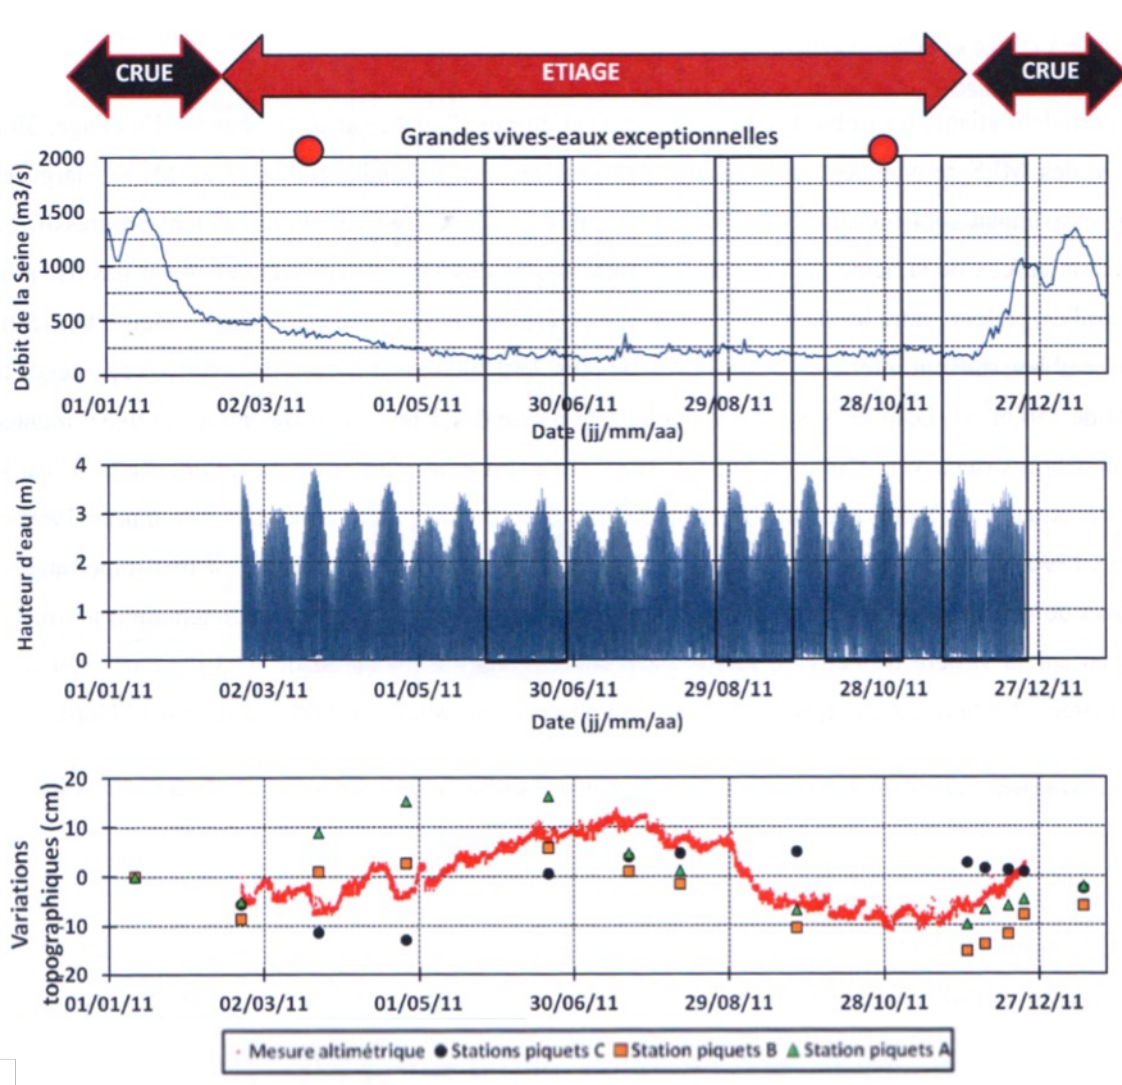 CRUE ETIAGE CRUE
Grandes vives-eaux exceptionnelles
Débit de la Seine (m3/s)
2000
1500
1000
500
0
01/01/11 02/03/11 01/05/11 30/06/11 29/08/11 28/10/11 27/12/11
Date (jj/mm/aa)
Hauteur d'eau (m)
4
3
2
1
0
01/01/11 02/03/11 01/05/11 30/06/11 29/08/11 28/10/11 27/12/11
Date (jj/mm/aa)
Variations
topographiques (cm)
20
10
0
-10
-20
01/01/11 02/03/11 01/05/11 30/06/11 29/08/11 28/10/11 27/12/11
Mesure altimétrique Stations piquets C Station piquets B Station piquets A